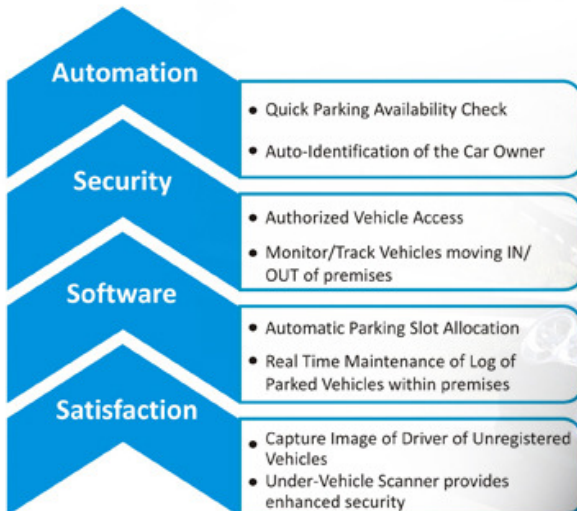 Automation
• Quick Parking Availability Check
• Auto-Identification of the Car Owner
Security
• Authorized Vehicle Access
• Monitor/Track Vehicles moving IN/
OUT of premises
Software
• Automatic Parking Slot Allocation
• Real Time Maintenance of Log of
Parked Vehicles within premises
Satisfaction
• Capture Image of Driver of Unregistered
Vehicles
• Under-Vehicle Scanner provides
enhanced security